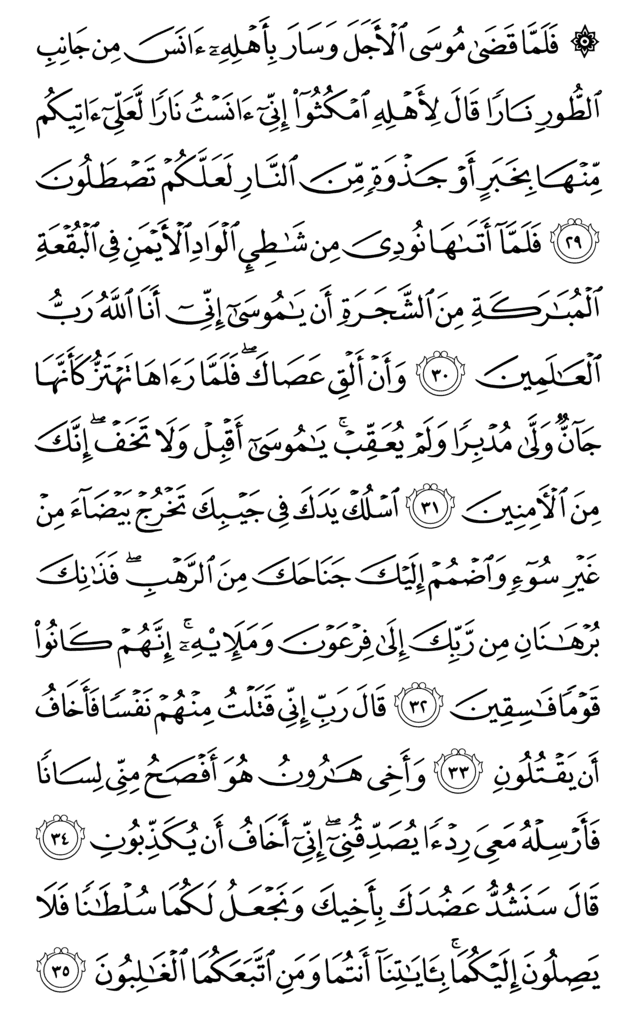 ۞ فَلَمَّا قَضَىٰ مُوسَى ٱلۡأَجَلَ وَسَارَ بِأَهۡلِهِۦٓ ءَانَسَ مِن جَانِبِ
ٱلطُّورِ نَارٗا قَالَ لِأَهۡلِهِ ٱمۡكُثُوٓاْ إِنِّيٓ ءَانَسۡتُ نَارٗا لَّعَلِّيٓ ءَاتِيكُم
مِّنۡهَا بِخَبَرٍ أَوۡ جَذۡوَةٖ مِّنَ ٱلنَّارِ لَعَلَّكُمۡ تَصۡطَلُونَ
٢٩ فَلَمَّآ أَتَىٰهَا نُودِيَ مِن شَٰطِيِٕ ٱلۡوَادِ ٱلۡأَيۡمَنِ فِي ٱلۡبُقۡعَةِ
ٱلۡمُبَٰرَكَةِ مِنَ ٱلشَّجَرَةِ أَن يَٰمُوسَىٰٓ إِنِّيٓ أَنَا ٱللَّهُ رَبُّ
ٱلۡعَٰلَمِينَ ٣٠ وَأَنۡ أَلۡقِ عَصَاكَۖ فَلَمَّا رَءَاهَا تَهۡتَزُّ كَأَنَّهَا
جَآنّٞ وَلَّىٰ مُدۡبِرٗا وَلَمۡ يُعَقِّبۡۚ يَٰمُوسَىٰٓ أَقۡبِلۡ وَلَا تَخَفۡۖ إِنَّكَ
مِنَ ٱلۡأٓمِنِينَ ٣١ ٱسۡلُكۡ يَدَكَ فِي جَيۡبِكَ تَخۡرُجۡ بَيۡضَآءَ مِنۡ
غَيۡرِ سُوٓءٖ وَٱضۡمُمۡ إِلَيۡكَ جَنَاحَكَ مِنَ ٱلرَّهۡبِۖ فَذَٰنِكَ
بُرۡهَٰنَانِ مِن رَّبِّكَ إِلَىٰ فِرۡعَوۡنَ وَمَلَإِيْهِۦٓۚ إِنَّهُمۡ كَانُواْ
قَوۡمٗا فَٰسِقِينَ ٣٢ قَالَ رَبِّ إِنِّي قَتَلۡتُ مِنۡهُمۡ نَفۡسٗا فَأَخَافُ
أَن يَقۡتُلُونِ ٣٣ وَأَخِي هَٰرُونُ هُوَ أَفۡصَحُ مِنِّي لِسَانٗا
فَأَرۡسِلۡهُ مَعِيَ رِدۡءٗا يُصَدِّقُنِيٓۖ إِنِّيٓ أَخَافُ أَن يُكَذِّبُونِ ٣٤
قَالَ سَنَشُدُّ عَضُدَكَ بِأَخِيكَ وَنَجۡعَلُ لَكُمَا سُلۡطَٰنٗا فَلَا
يَصِلُونَ إِلَيۡكُمَا بِـَٔايَٰتِنَآۚ أَنتُمَا وَمَنِ ٱتَّبَعَكُمَا ٱلۡغَٰلِبُونَ ٣٥